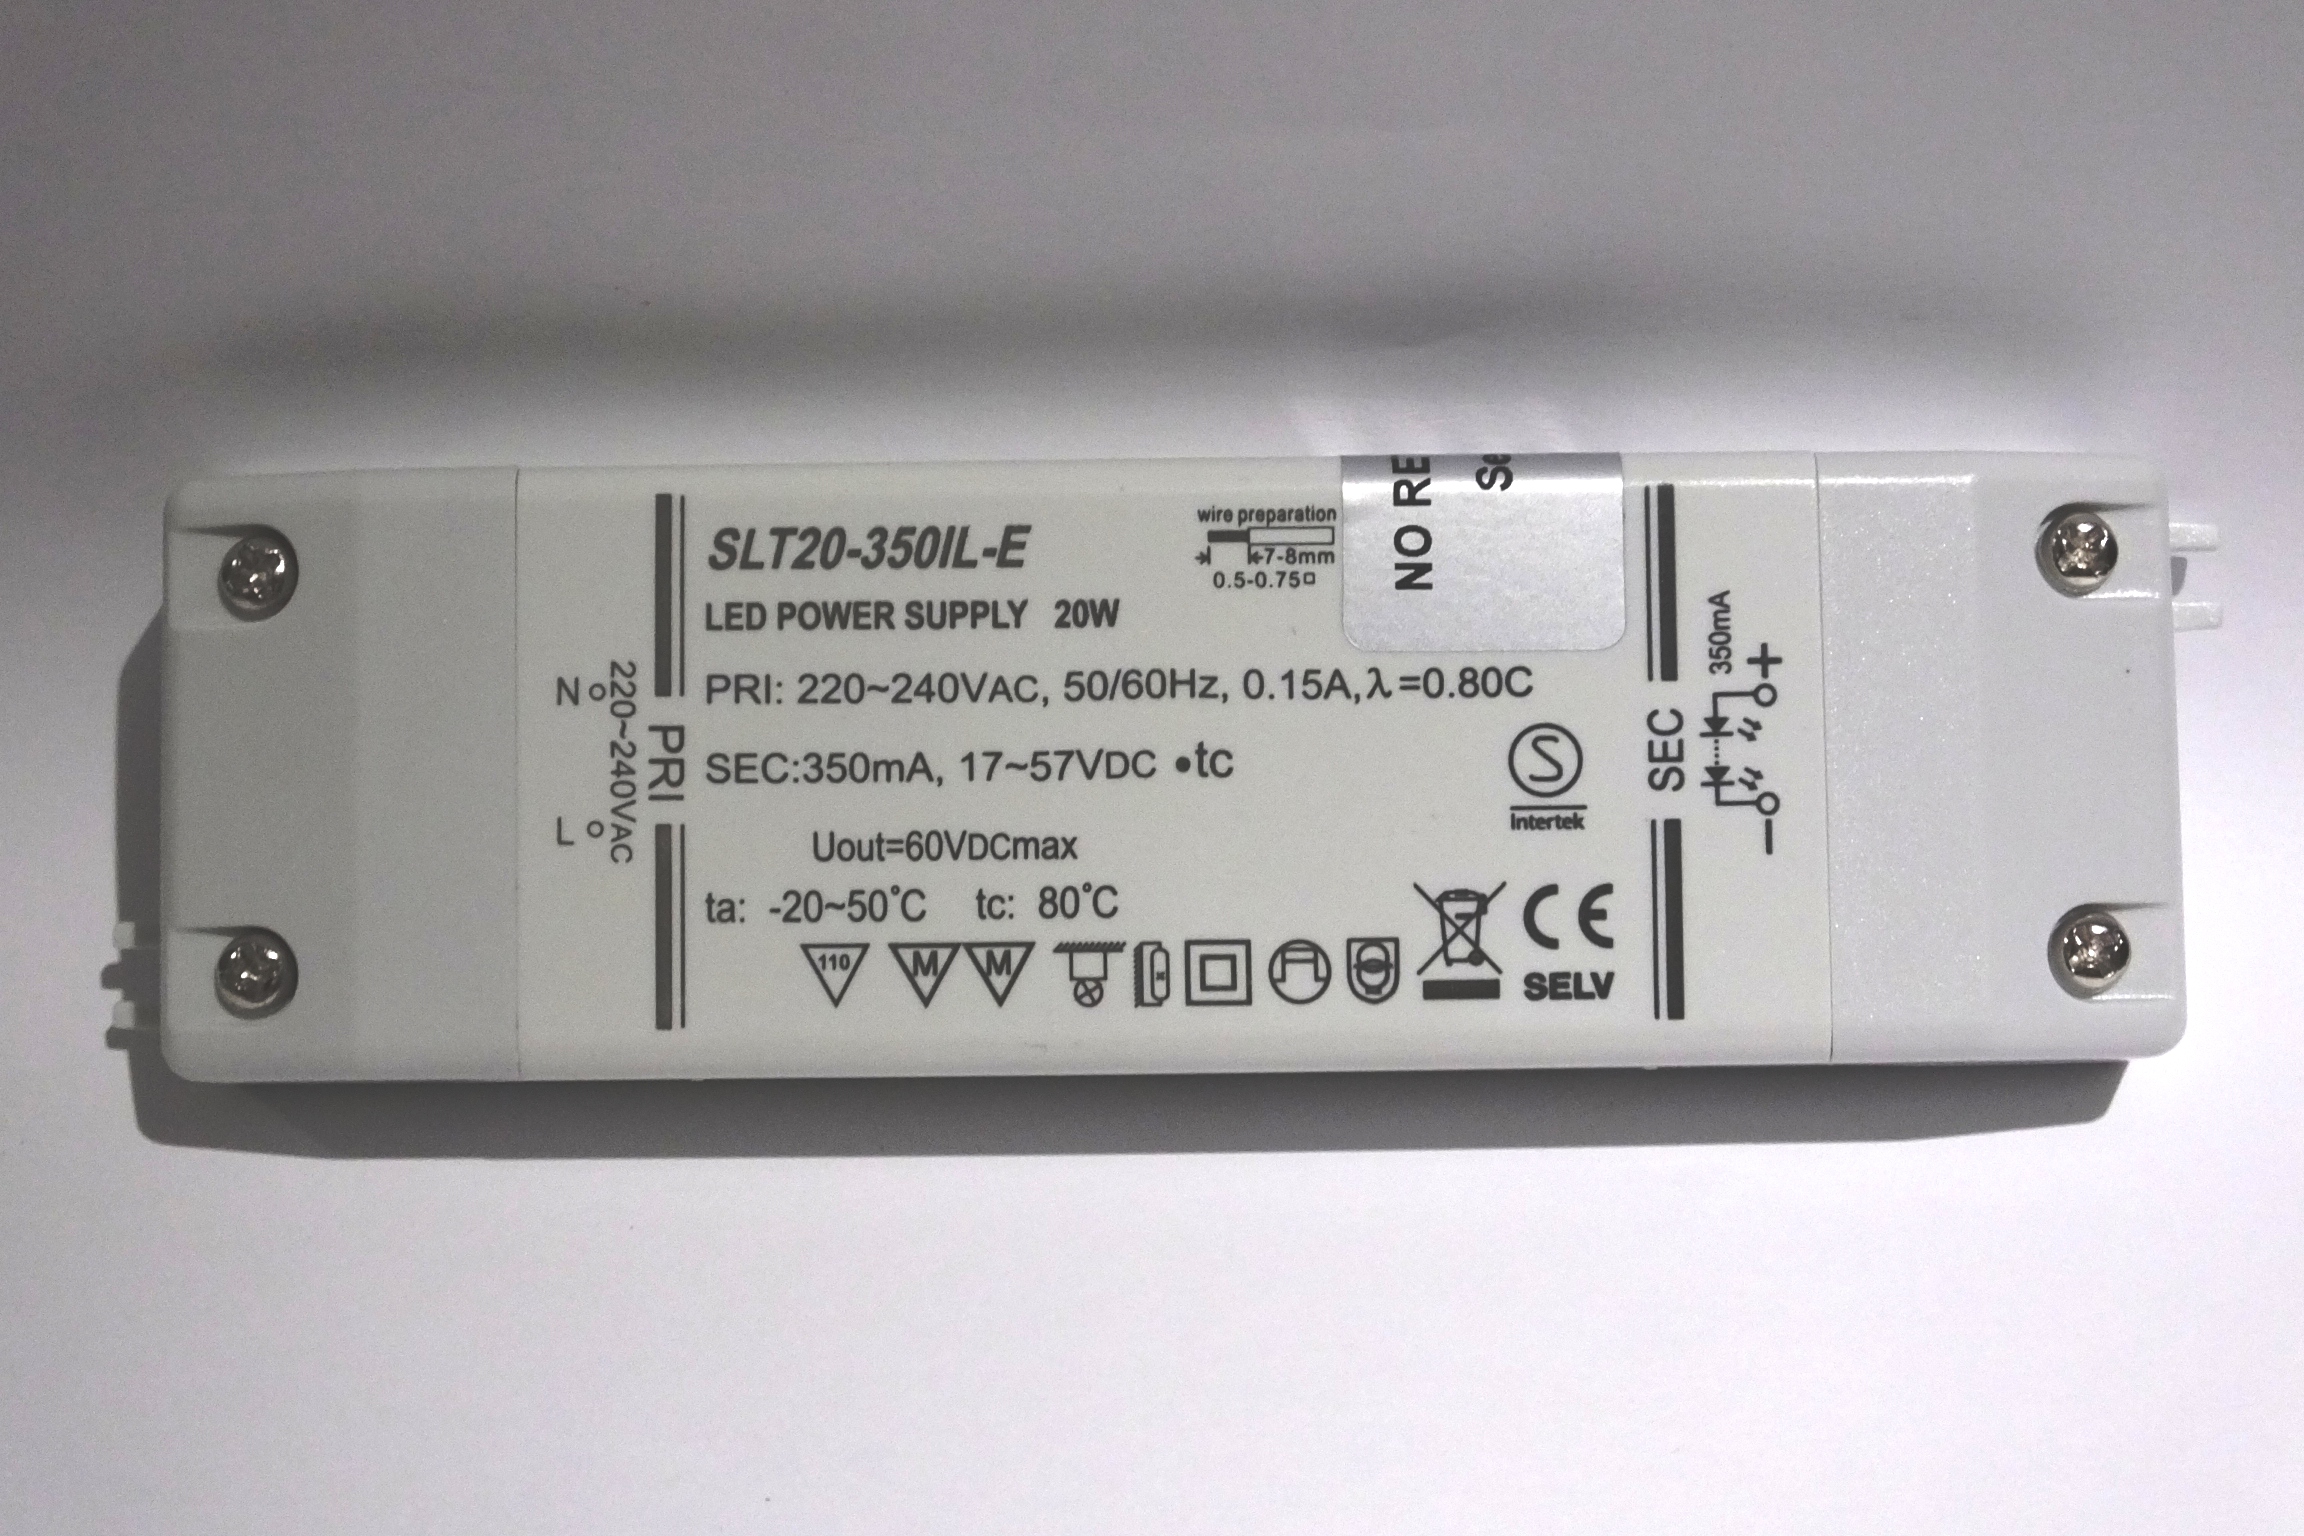 SLT20-350IL-E
LED POWER SUPPLY 20W
PRI: 220~240VAC, 50/60Hz, 0.15A, λ=0.80C
SEC:350mA, 17~57VDC •tc
Uout=60VDCmax
ta: -20~50°C tc: 80°C
110
M
M
wire preparation
7-8mm
0.5-0.75□
NO RE
Se
S
Intertek
CE
SELV
N
L
220~240VAC
PRI
SEC
350mA
+
−